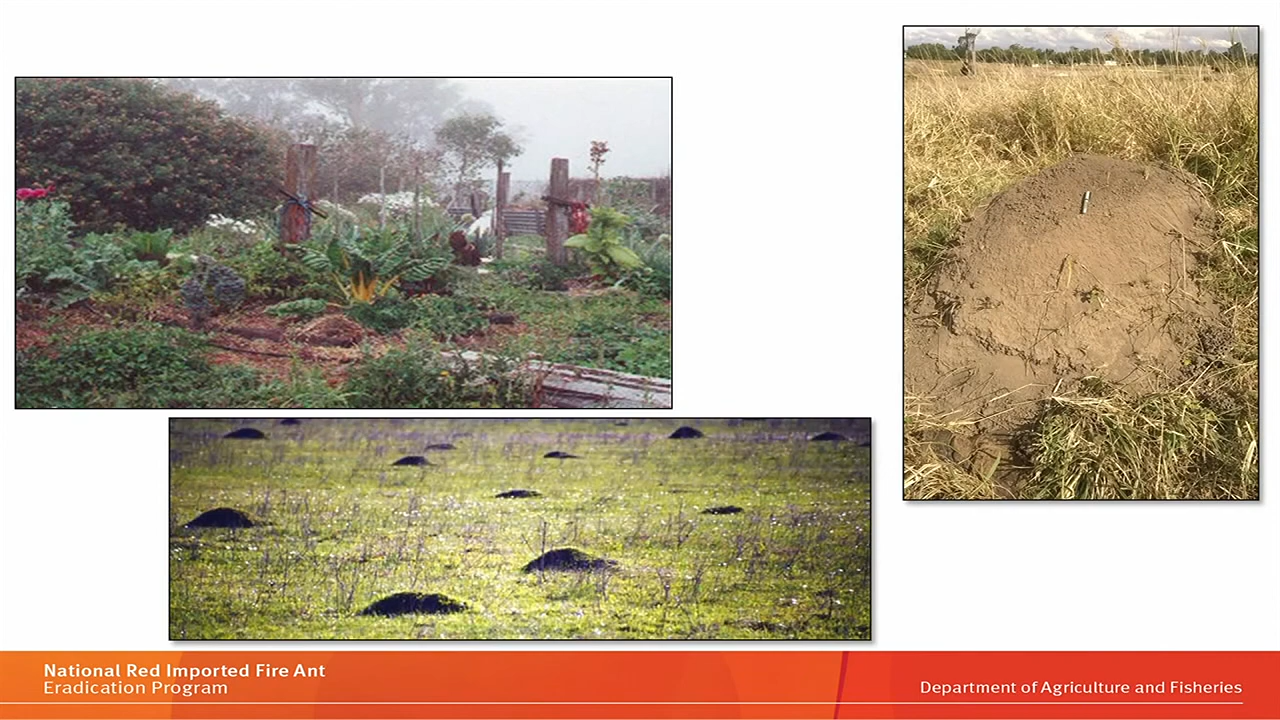 National Red Imported Fire Ant
Eradication Program
Department of Agriculture and Fisheries